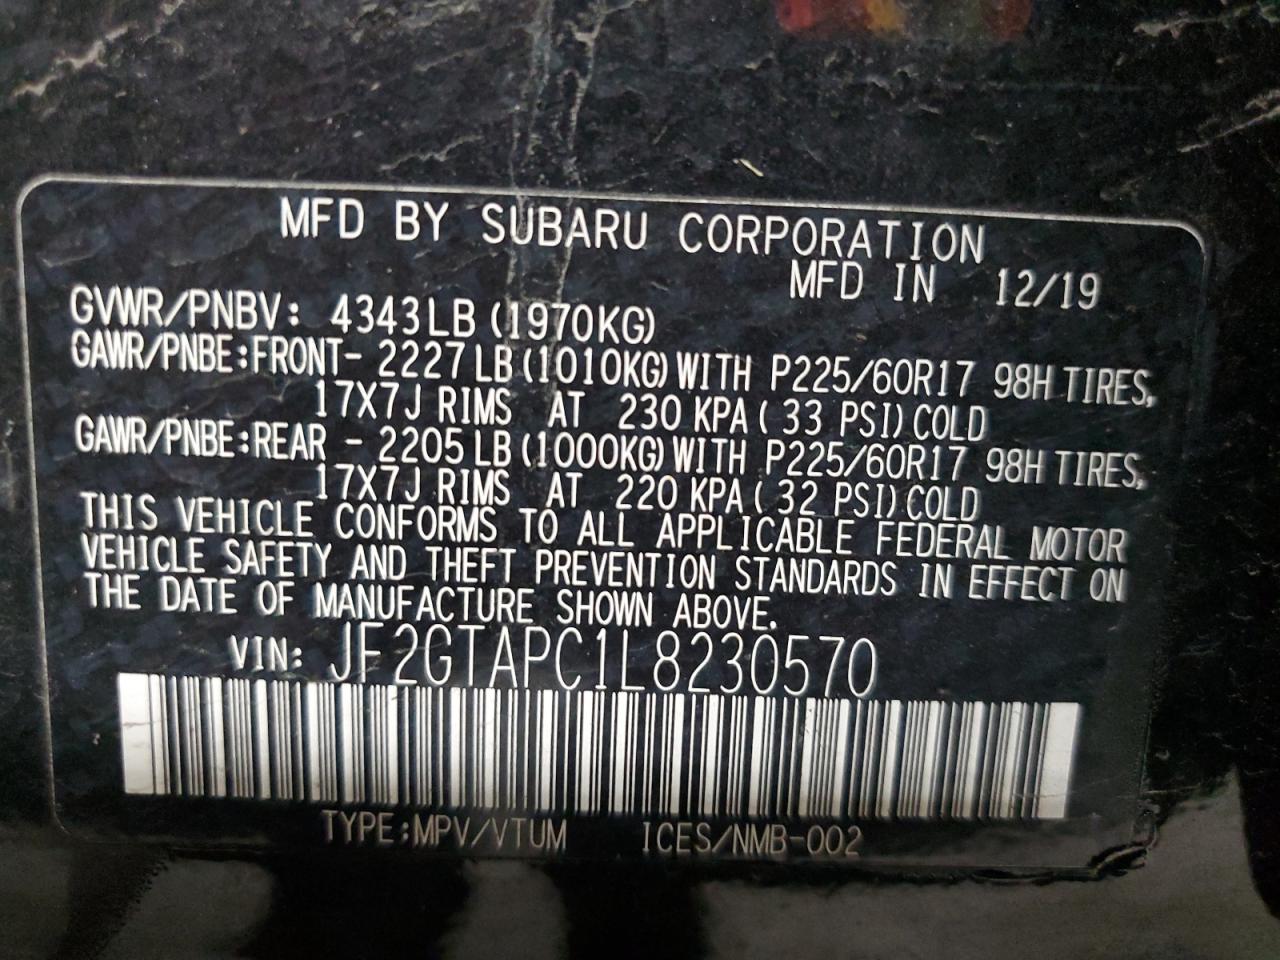 MFD BY SUBARU CORPORATION
MFD IN 12/19
GVWR/PNBV: 4343LB (1970KG)
GAWR/PNBE:FRONT- 2227 LB (1010KG) WITH P225/60R17 98H TIRES,
17X7J RIMS AT 230 KPA ( 33 PSI) COLD
GAWR/PNBE:REAR - 2205 LB (1000KG) WITH P225/60R17 98H TIRES,
17X7J RIMS AT 220 KPA ( 32 PSI) COLD
THIS VEHICLE CONFORMS TO ALL APPLICABLE FEDERAL MOTOR
VEHICLE SAFETY AND THEFT PREVENTION STANDARDS IN EFFECT ON
THE DATE OF MANUFACTURE SHOWN ABOVE.
VIN: JF2GTAPC1L8230570
TYPE:MPV/VTUM ICES/NMB-002